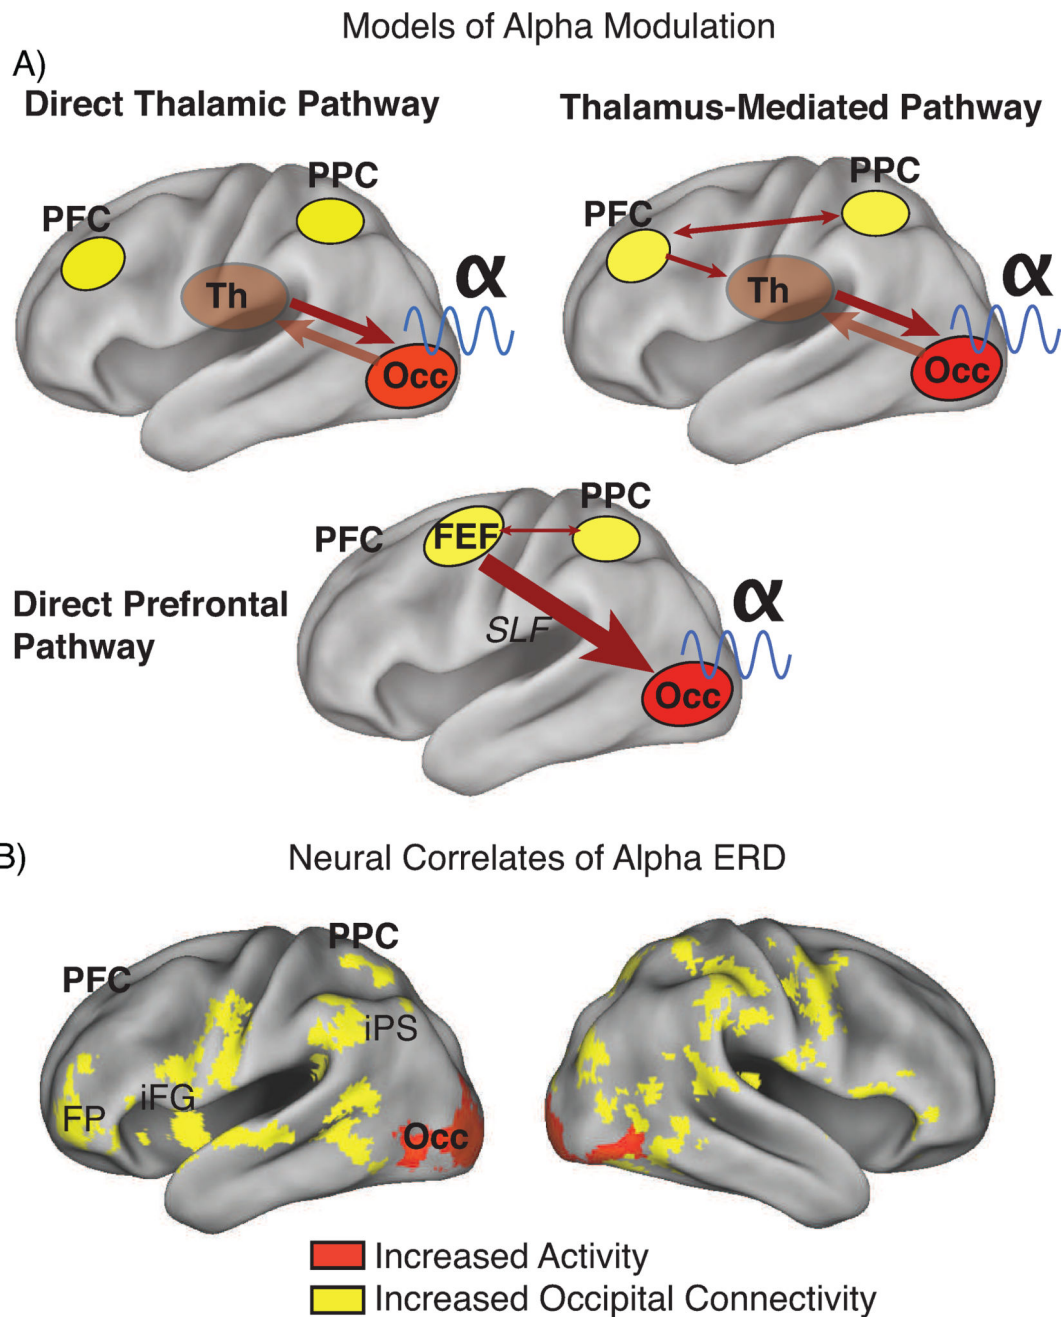 Models of Alpha Modulation
A)
Direct Thalamic Pathway
Thalamus-Mediated Pathway
PFC
PPC
Th
α
Occ
PFC
PPC
Th
α
Occ
PFC
FEF
PPC
Direct Prefrontal
Pathway
SLF
α
Occ
B)
Neural Correlates of Alpha ERD
PFC
PPC
iPS
iFG
FP
Occ
Increased Activity
Increased Occipital Connectivity